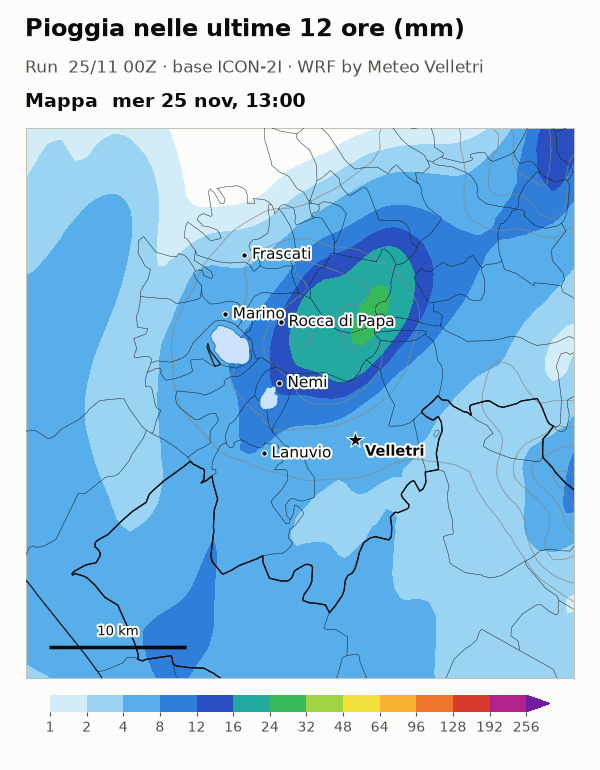 Pioggia nelle ultime 12 ore (mm)
Run 25/11 00Z · base ICON-2I · WRF by Meteo Velletri
Mappa mer 25 nov, 13:00
Frascati
Marino
Rocca di Papa
Nemi
Velletri
Lanuvio
10 km
1 2 4 8 12 16 24 32 48 64 96 128 192 256